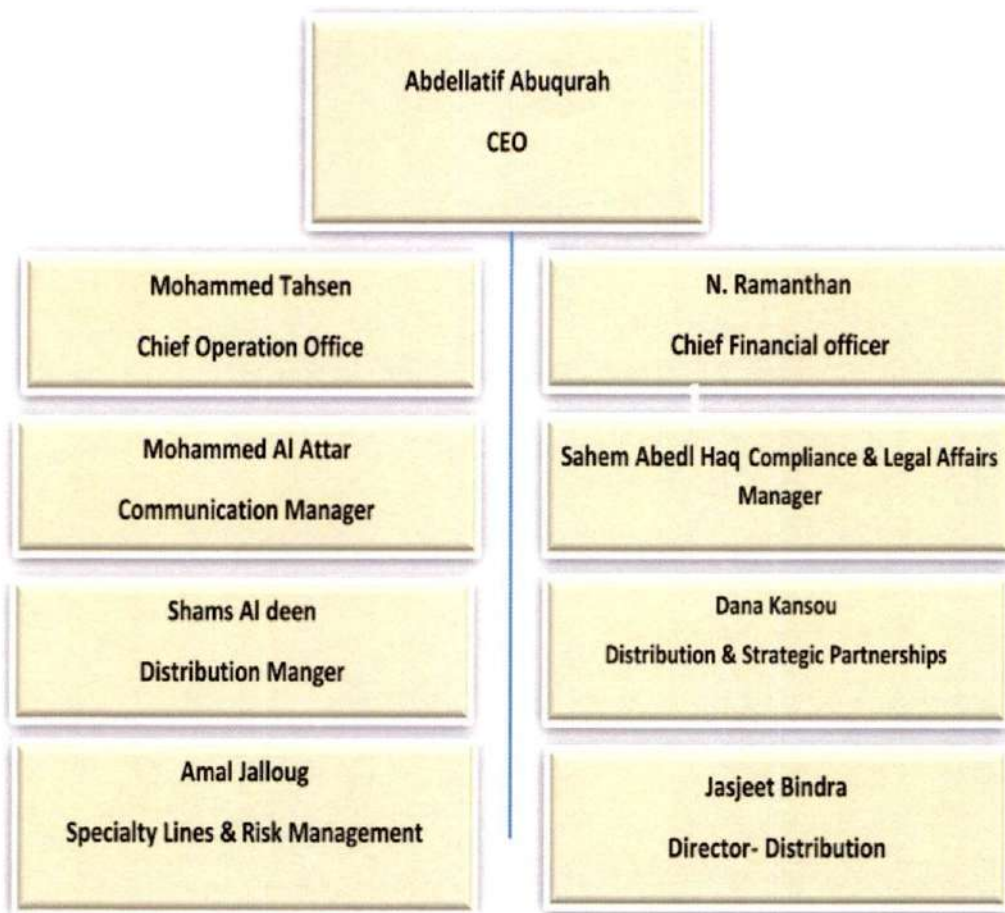 Abdellatif Abuqurah
CEO
Mohammed Tahsen
Chief Operation Office
N. Ramanthan
Chief Financial officer
Mohammed Al Attar
Communication Manager
Sahem Abedl Haq Compliance & Legal Affairs
Manager
Shams Al deen
Distribution Manger
Dana Kansou
Distribution & Strategic Partnerships
Amal Jalloug
Specialty Lines & Risk Management
Jasjeet Bindra
Director- Distribution